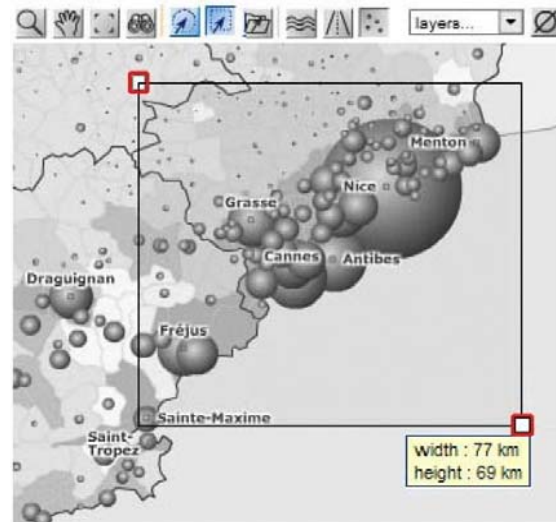 layers...
Menton
Nice
Grasse
Cannes
Antibes
Draguignan
Fréjus
Sainte-Maxime
Saint-
Tropez
width : 77 km
height : 69 km